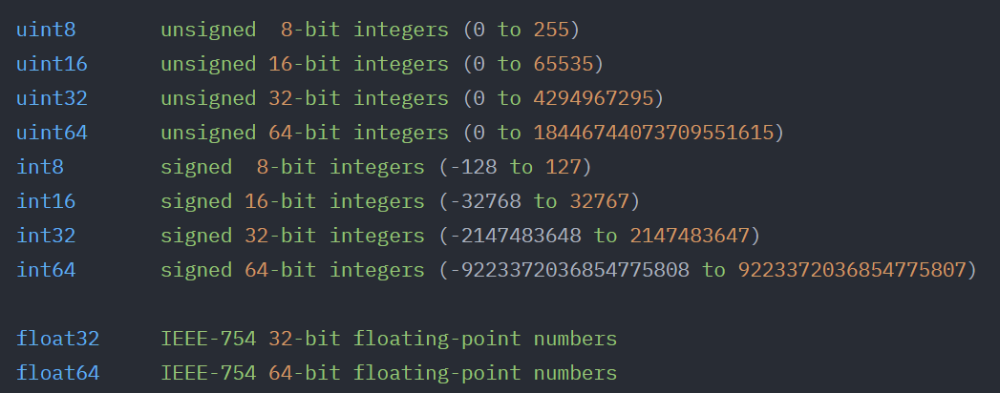 uint8       unsigned  8-bit integers (0 to 255)
uint16      unsigned 16-bit integers (0 to 65535)
uint32      unsigned 32-bit integers (0 to 4294967295)
uint64      unsigned 64-bit integers (0 to 18446744073709551615)
int8        signed  8-bit integers (-128 to 127)
int16       signed 16-bit integers (-32768 to 32767)
int32       signed 32-bit integers (-2147483648 to 2147483647)
int64       signed 64-bit integers (-9223372036854775808 to 9223372036854775807)
float32     IEEE-754 32-bit floating-point numbers
float64     IEEE-754 64-bit floating-point numbers